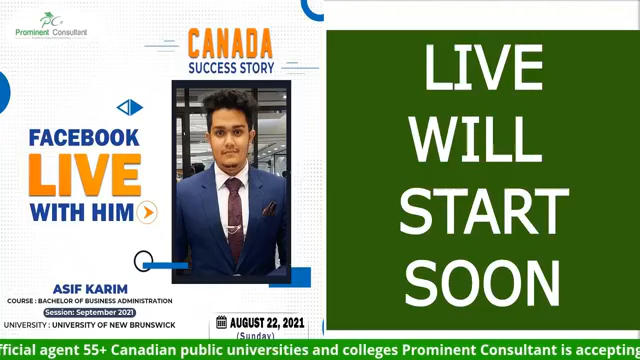 Prominent Consultant
CANADA
SUCCESS STORY
FACEBOOK
LIVE
WITH HIM
ASIF KARIM
COURSE : BACHELOR OF BUSINESS ADMINISTRATION
Session: September 2021
UNIVERSITY : UNIVERSITY OF NEW BRUNSWICK
AUGUST 22, 2021
(Sunday)
LIVE
WILL
START
SOON
fficial agent 55+ Canadian public universities and colleges Prominent Consultant is accepting